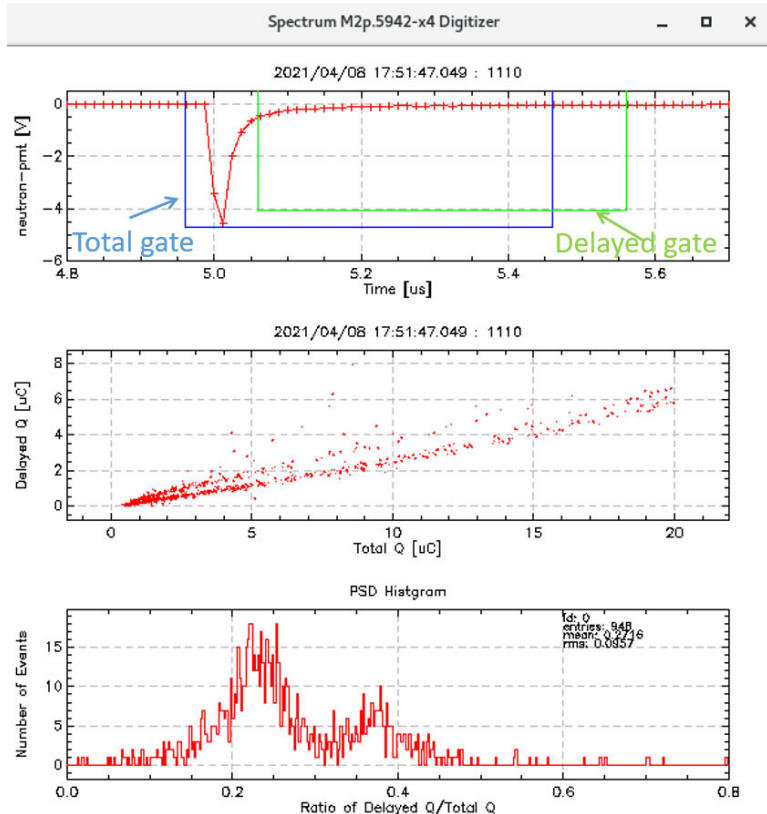 Spectrum M2p.5942-x4 Digitizer
2021/04/08 17:51:47.049 : 1110
neutron-pmt [V]
0
−2
−4
−6
Total gate
Delayed gate
4.8 5.0 5.2 5.4 5.6
Time [us]
2021/04/08 17:51:47.049 : 1110
Delayed Q [uC]
8
6
4
2
0
0 5 10 15 20
Total Q [uC]
PSD Histgram
id: 0
entries: 948
mean: 0.2716
rms: 0.0957
Number of Events
15
10
5
0
0.0 0.2 0.4 0.6 0.8
Ratio of Delayed Q/Total Q